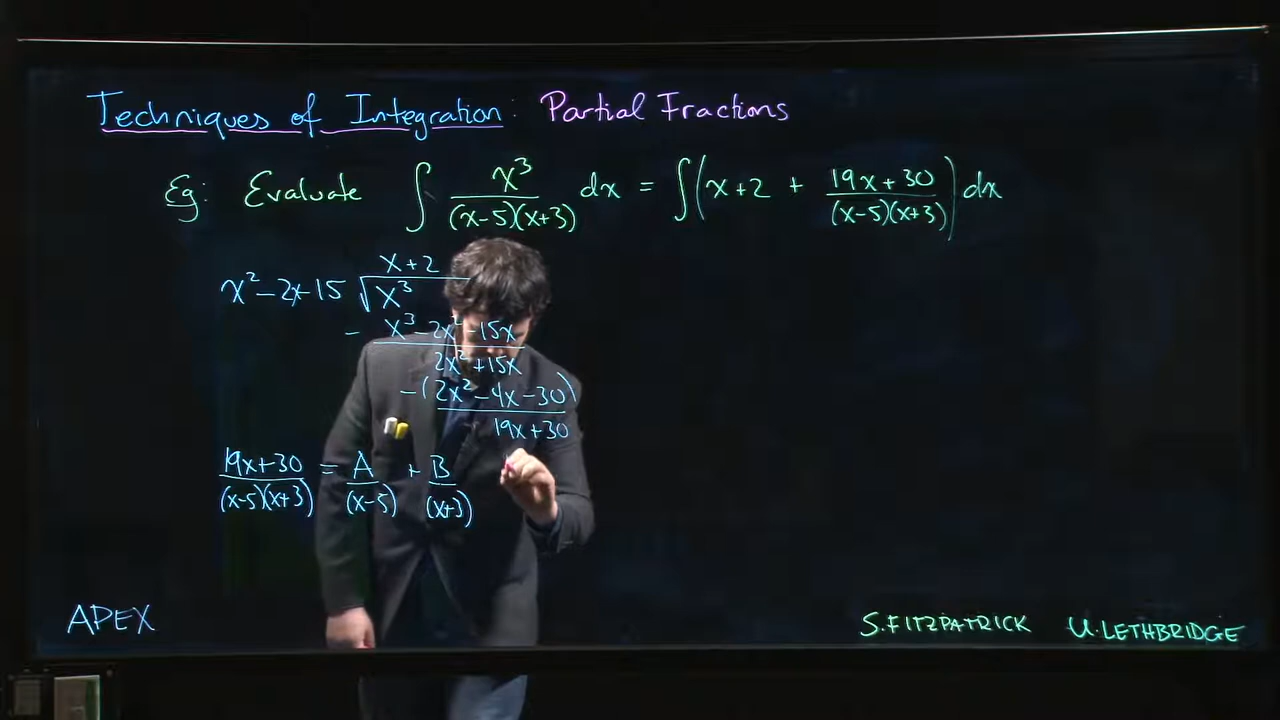 Techniques of Integration: Partial Fractions
Eg: Evaluate ∫ x³/((x-5)(x+3)) dx = ∫(x+2 + (19x+30)/((x-5)(x+3))) dx
x+2
x²-2x-15 √x³
- x³-2x²-15x
2x²+15x
-(2x²-4x-30)
19x+30
(19x+30)/((x-5)(x+3)) = A/(x-5) + B/(x+3)
APEX
S.FITZPATRICK U.LETHBRIDGE